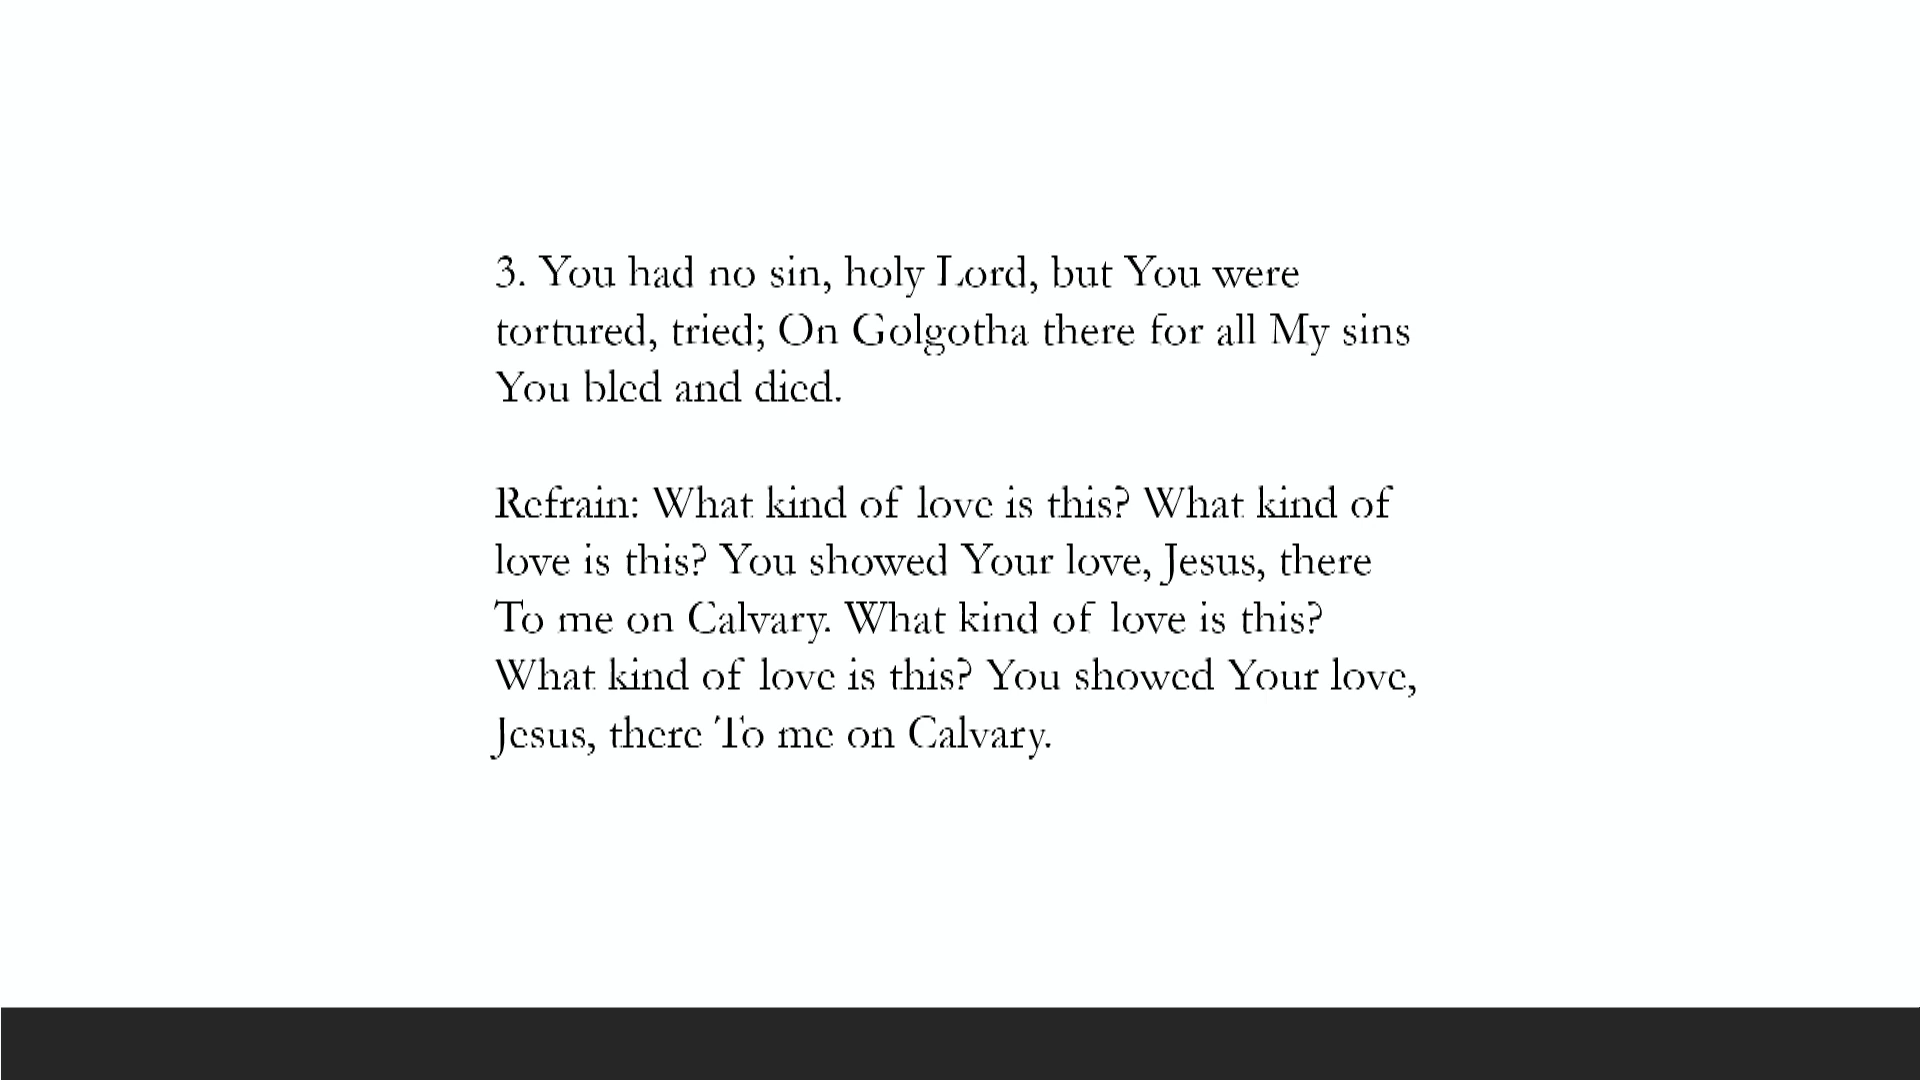 3. You had no sin, holy Lord, but You were
tortured, tried; On Golgotha there for all My sins
You bled and died.
Refrain: What kind of love is this? What kind of
love is this? You showed Your love, Jesus, there
To me on Calvary. What kind of love is this?
What kind of love is this? You showed Your love,
Jesus, there To me on Calvary.